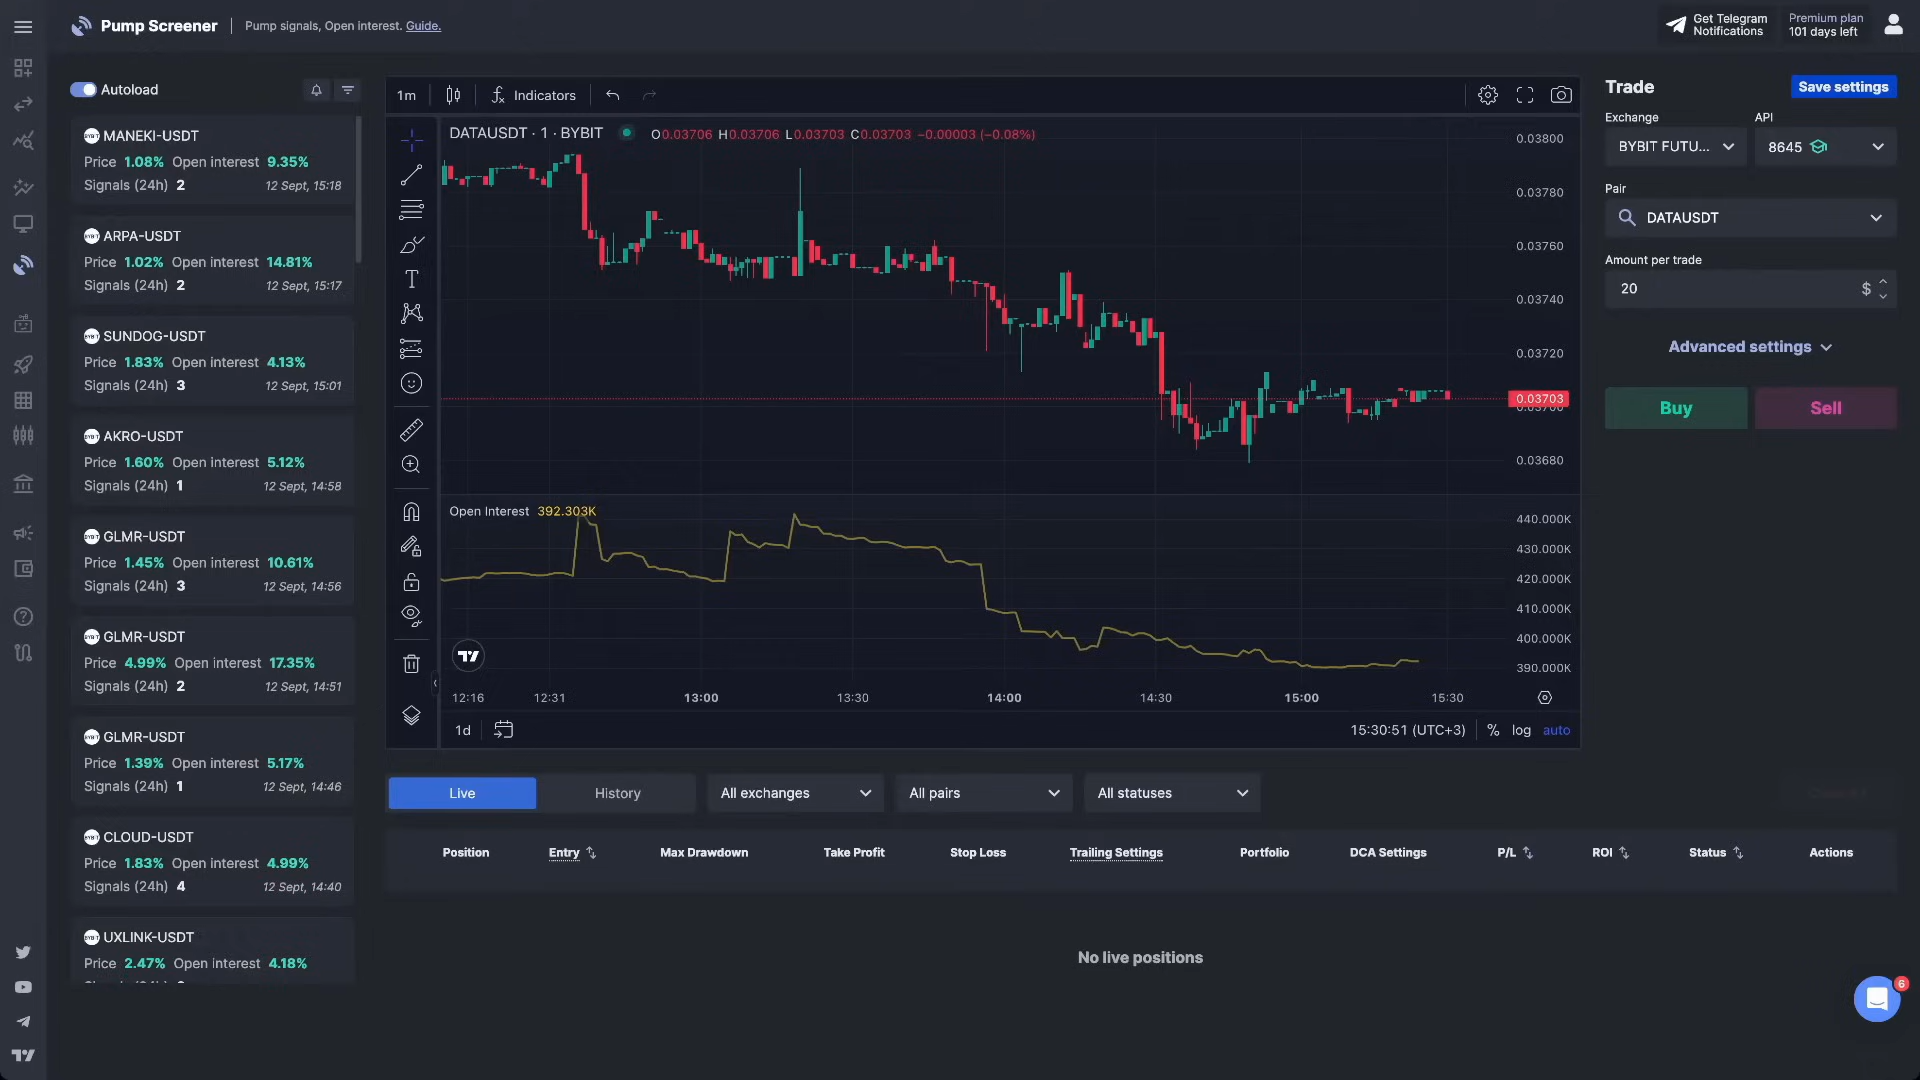 Pump Screener
Pump signals, Open interest. Guide.
Get Telegram
Notifications
Premium plan
101 days left
Autoload
MANEKI-USDT
Price 1.08% Open interest 9.35%
Signals (24h) 2 12 Sept, 15:18
ARPA-USDT
Price 1.02% Open interest 14.81%
Signals (24h) 2 12 Sept, 15:17
SUNDOG-USDT
Price 1.83% Open interest 4.13%
Signals (24h) 3 12 Sept, 15:01
AKRO-USDT
Price 1.60% Open interest 5.12%
Signals (24h) 1 12 Sept, 14:58
GLMR-USDT
Price 1.45% Open interest 10.61%
Signals (24h) 3 12 Sept, 14:56
GLMR-USDT
Price 4.99% Open interest 17.35%
Signals (24h) 2 12 Sept, 14:51
GLMR-USDT
Price 1.39% Open interest 5.17%
Signals (24h) 1 12 Sept, 14:46
CLOUD-USDT
Price 1.83% Open interest 4.99%
Signals (24h) 4 12 Sept, 14:40
UXLINK-USDT
Price 2.47% Open interest 4.18%
1m Indicators
DATAUSDT · 1 · BYBIT O0.03706 H0.03706 L0.03703 C0.03703 −0.00003 (−0.08%)
0.03800
0.03780
0.03760
0.03740
0.03720
0.03703
0.03700
0.03680
Open Interest 392.303K
440.000K
430.000K
420.000K
410.000K
400.000K
390.000K
12:16 12:31 13:00 13:30 14:00 14:30 15:00 15:30
1d 15:30:51 (UTC+3) % log auto
Trade Save settings
Exchange API
BYBIT FUTU... 8645
Pair
DATAUSDT
Amount per trade
20 $
Advanced settings
Buy Sell
Live History All exchanges All pairs All statuses
Position Entry Max Drawdown Take Profit Stop Loss Trailing Settings Portfolio DCA Settings P/L ROI Status Actions
No live positions
6